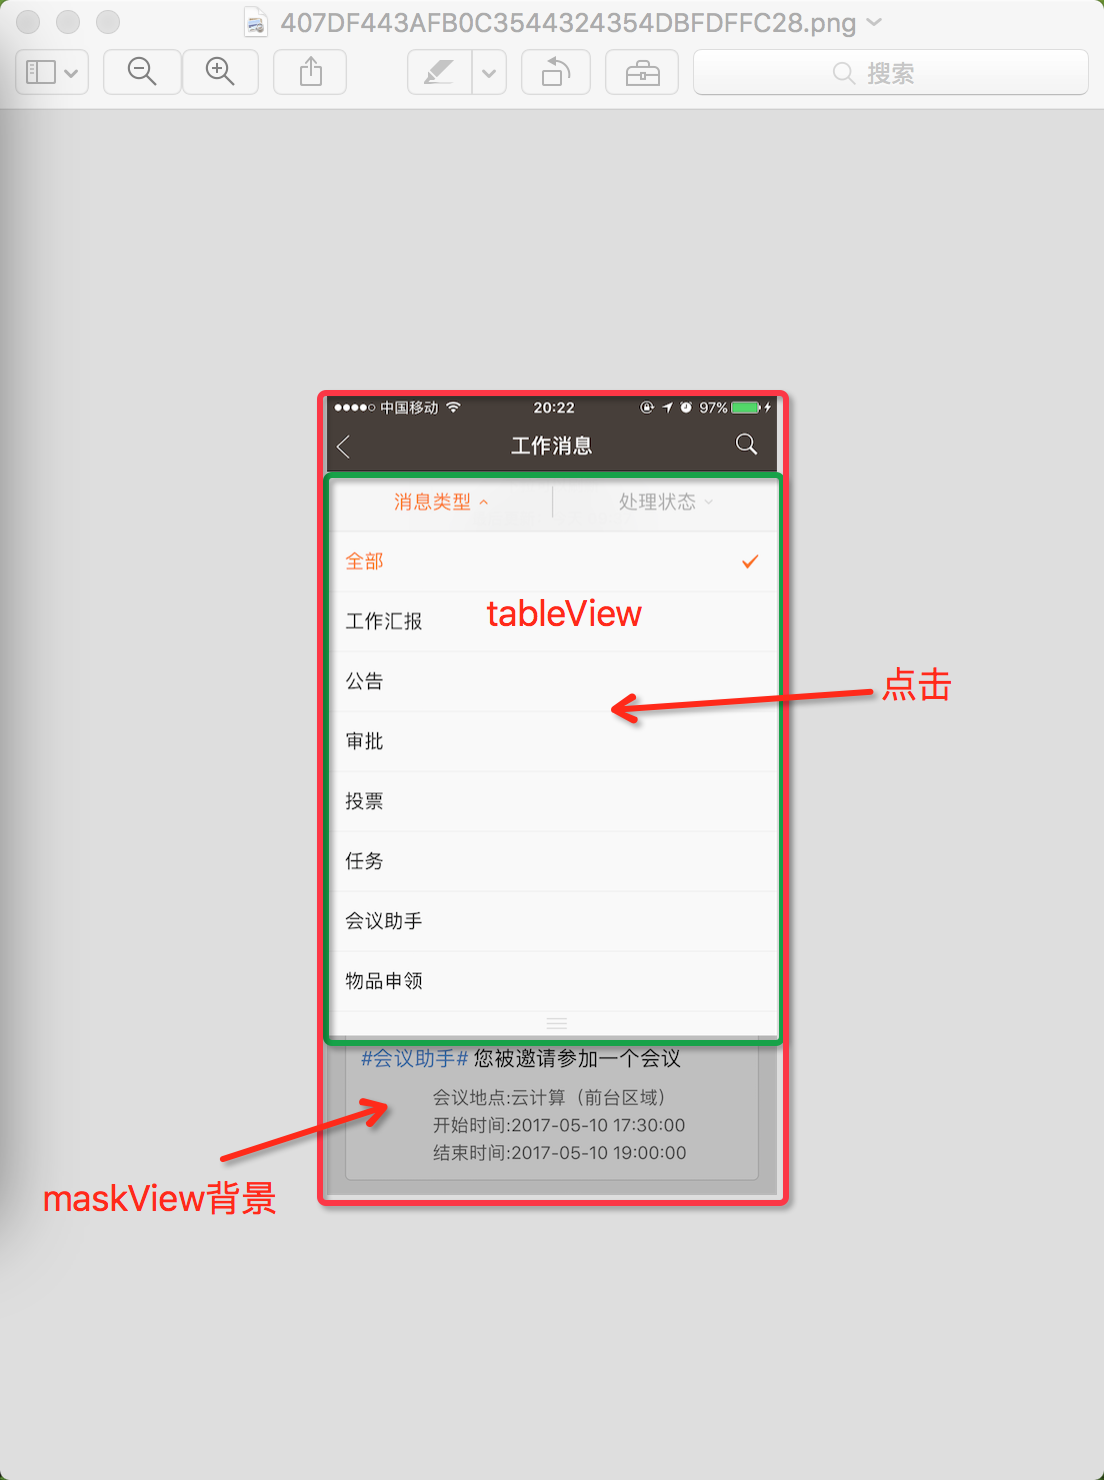 407DF443AFB0C3544324354DBFDFFC28.png
搜索
中国移动 20:22 97%
工作消息
消息类型 处理状态
全部
工作汇报
tableView
公告
点击
审批
投票
任务
会议助手
物品申领
#会议助手# 您被邀请参加一个会议
会议地点:云计算（前台区域）
开始时间:2017-05-10 17:30:00
结束时间:2017-05-10 19:00:00
maskView背景